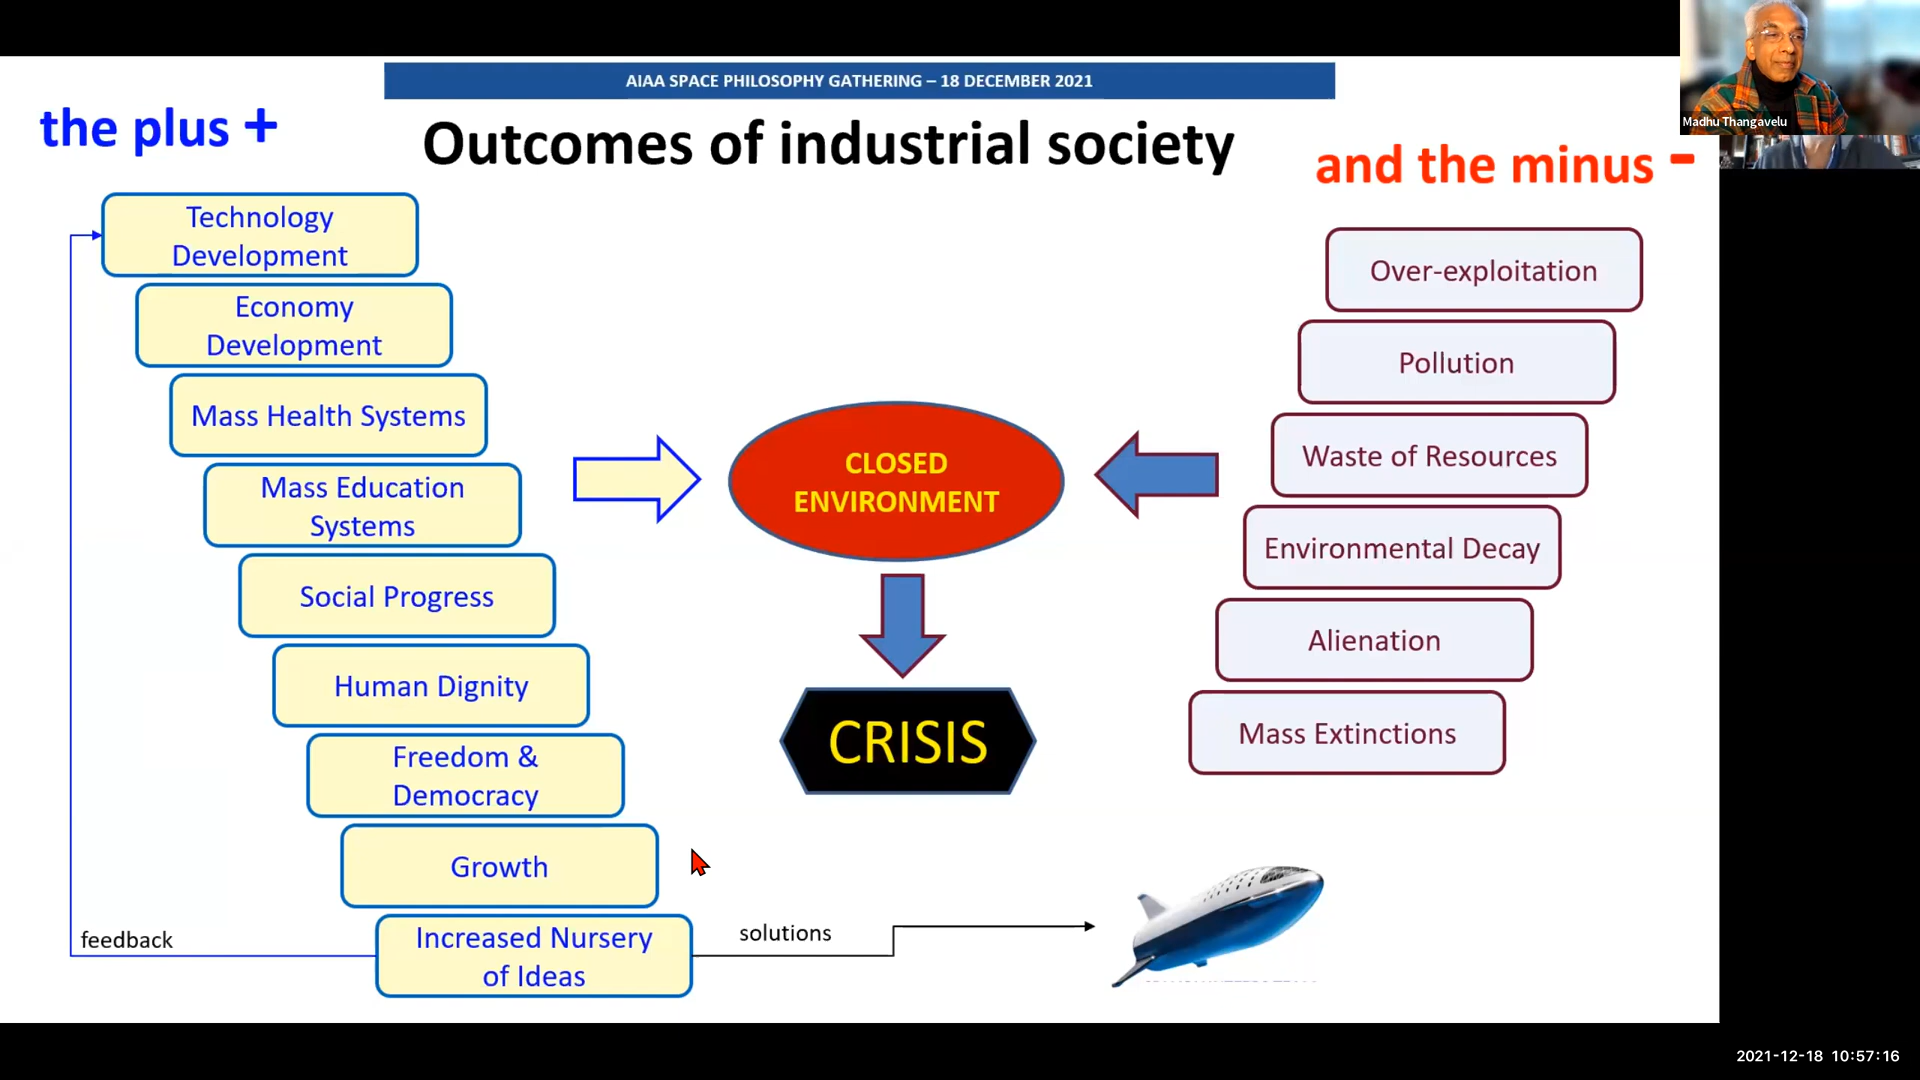 AIAA SPACE PHILOSOPHY GATHERING – 18 DECEMBER 2021
the plus +
Outcomes of industrial society
and the minus -
Madhu Thangavelu
Technology
Development
Economy
Development
Mass Health Systems
Mass Education
Systems
Social Progress
Human Dignity
Freedom &
Democracy
Growth
Increased Nursery
of Ideas
feedback
solutions
CLOSED
ENVIRONMENT
CRISIS
Over-exploitation
Pollution
Waste of Resources
Environmental Decay
Alienation
Mass Extinctions
2021-12-18 10:57:16